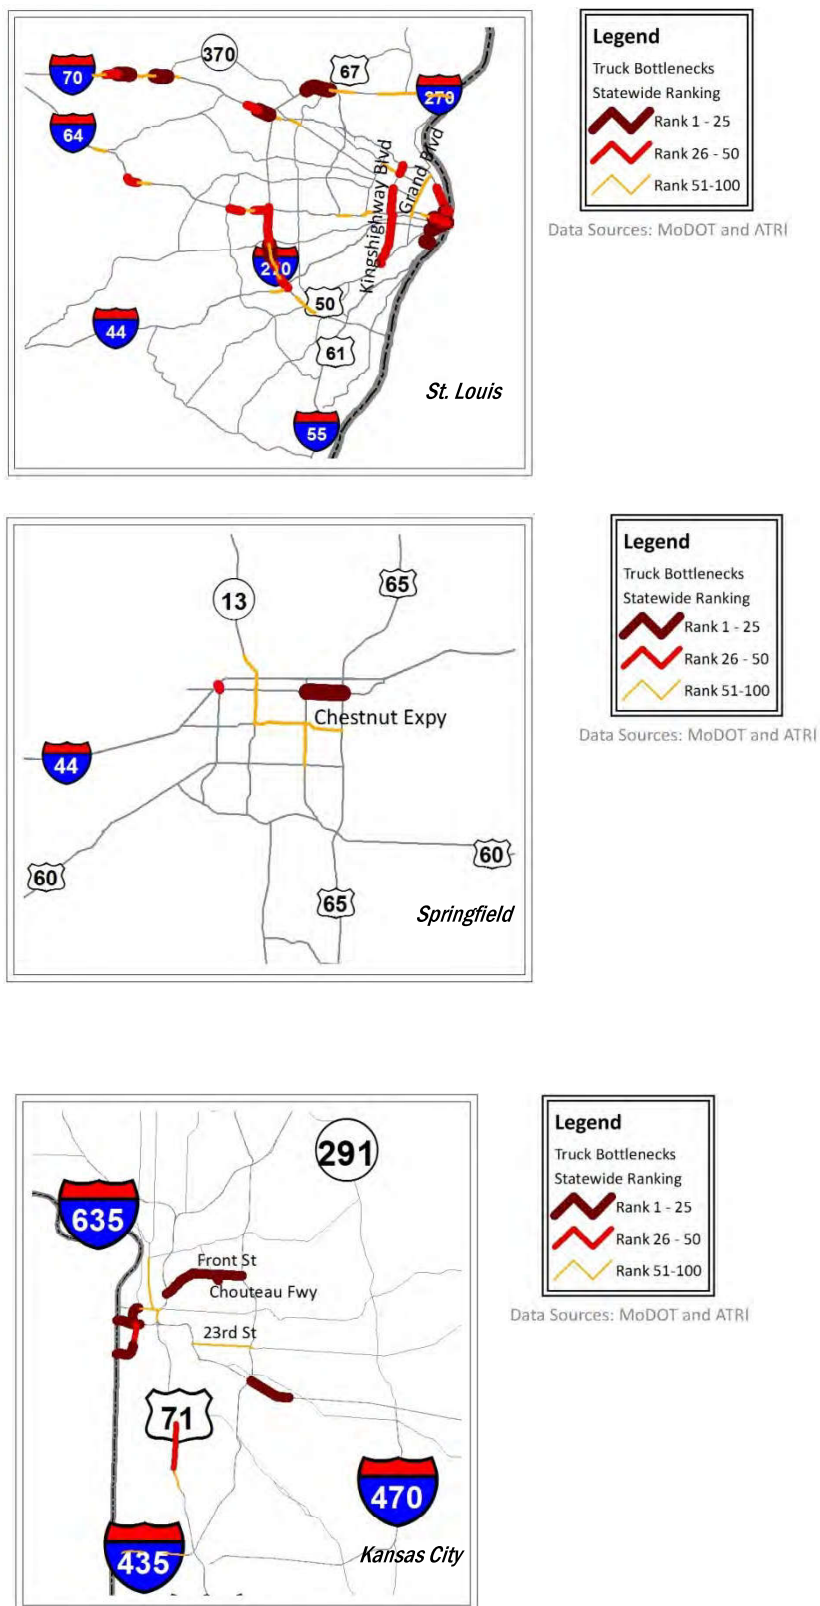 370
67
70
270
64
Kingshighway Blvd
Grand Blvd
270
50
44
61
St. Louis
55
Legend
Truck Bottlenecks
Statewide Ranking
Rank 1 - 25
Rank 26 - 50
Rank 51-100
Data Sources: MoDOT and ATRI
65
13
Chestnut Expy
44
60
60
65
Springfield
Legend
Truck Bottlenecks
Statewide Ranking
Rank 1 - 25
Rank 26 - 50
Rank 51-100
Data Sources: MoDOT and ATRI
291
635
Front St
Chouteau Fwy
23rd St
71
470
435
Kansas City
Legend
Truck Bottlenecks
Statewide Ranking
Rank 1 - 25
Rank 26 - 50
Rank 51-100
Data Sources: MoDOT and ATRI